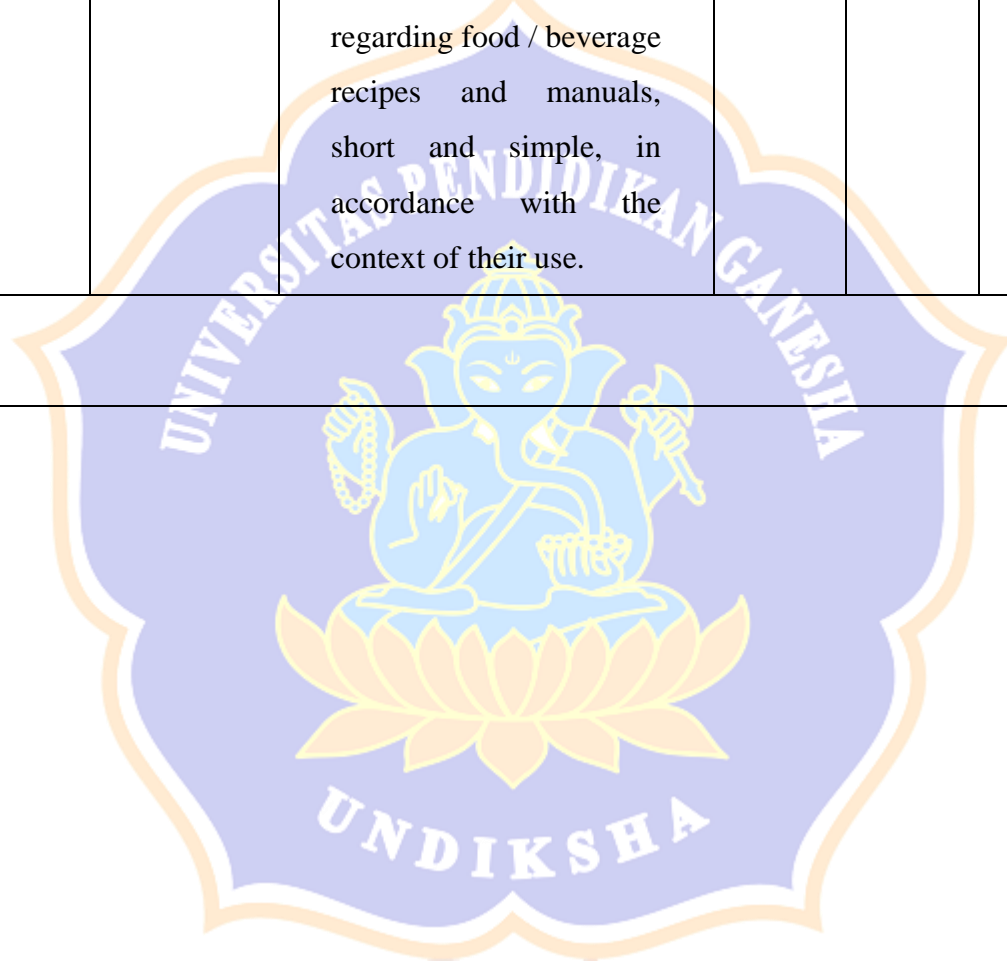 regarding food / beverage
recipes and manuals,
short and simple, in
accordance with the
context of their use.
UNIVERSITAS PENDIDIKAN GANESHA
UNDIKSHA